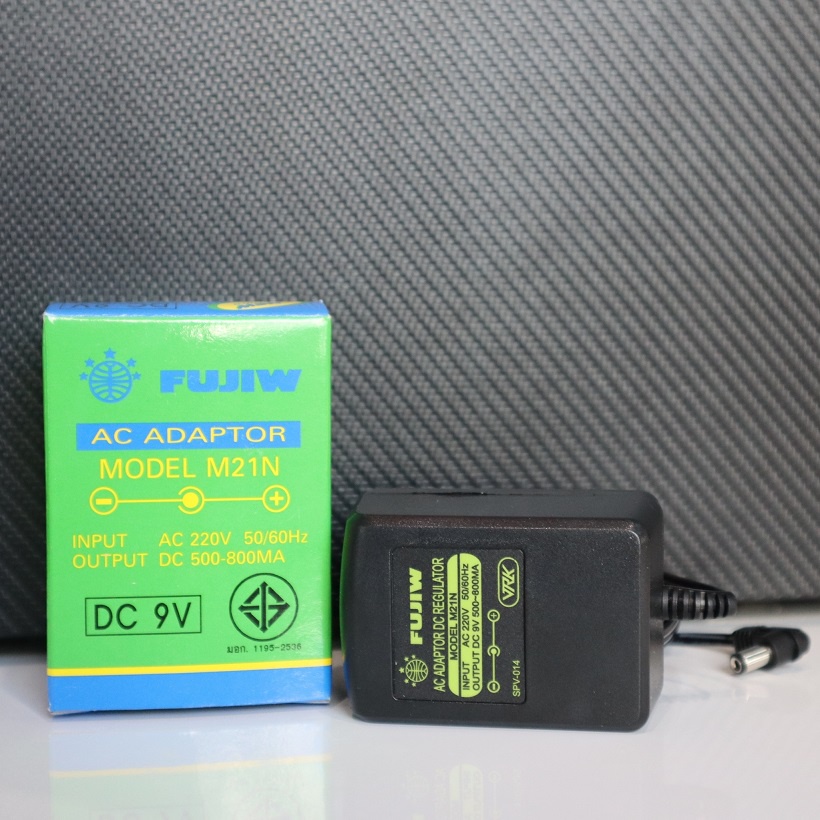 DC 9V
FUJIW
AC ADAPTOR
MODEL M21N
INPUT AC 220V 50/60Hz
OUTPUT DC 500-800MA
DC 9V
มอก. 1195-2536
FUJIW
AC ADAPTOR DC REGULATOR
MODEL M21N
INPUT AC 220V 50/60Hz
OUTPUT DC 9V 500~800MA
VRK
SPV-014